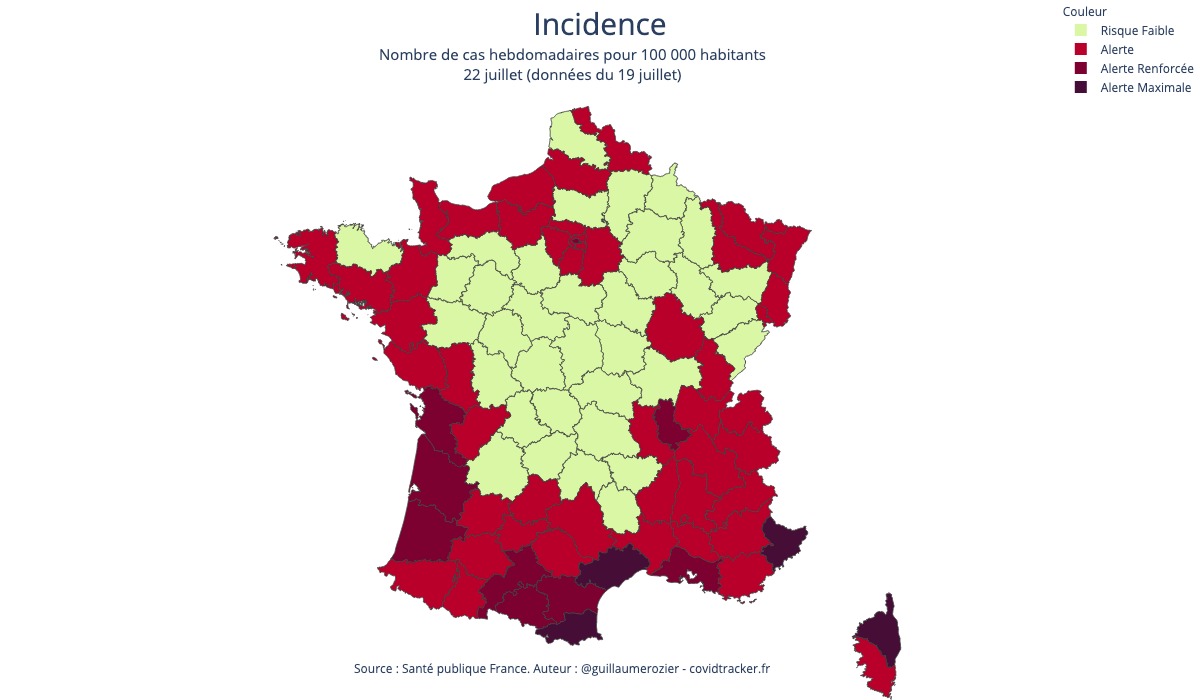 Incidence
Nombre de cas hebdomadaires pour 100 000 habitants
22 juillet (données du 19 juillet)
Couleur
Risque Faible
Alerte
Alerte Renforcée
Alerte Maximale
Source : Santé publique France. Auteur : @guillaumerozier - covidtracker.fr